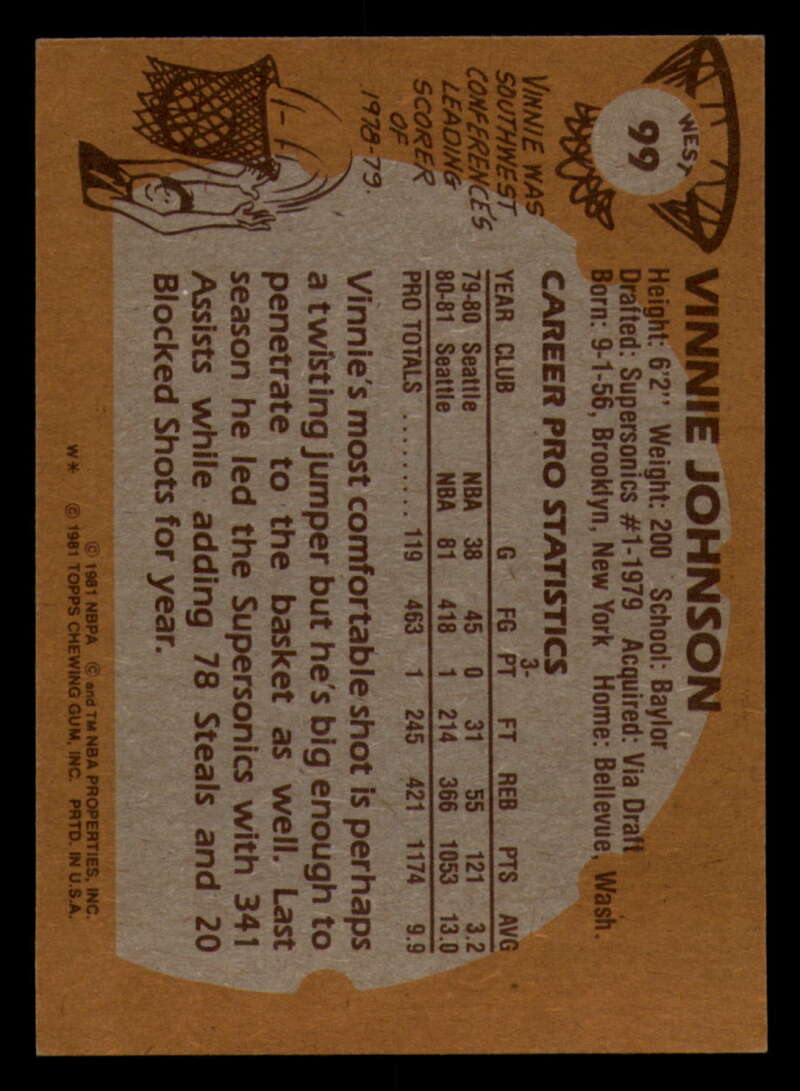 WEST
99
VINNIE JOHNSON
Height: 6'2" Weight: 200 School: Baylor
Drafted: Supersonics #1-1979 Acquired: Via Draft
Born: 9-1-56, Brooklyn, New York Home: Bellevue, Wash.
VINNIE WAS
SOUTHWEST
CONFERENCE'S
LEADING
SCORER
OF
1978-79.
CAREER PRO STATISTICS
3-
YEAR CLUB G FG PT FT REB PTS AVG
79-80 Seattle NBA 38 45 0 31 55 121 3.2
80-81 Seattle NBA 81 418 1 214 366 1053 13.0
PRO TOTALS ......... 119 463 1 245 421 1174 9.9
Vinnie's most comfortable shot is perhaps
a twisting jumper but he's big enough to
penetrate to the basket as well. Last
season he led the Supersonics with 341
Assists while adding 78 Steals and 20
Blocked Shots for year.
© 1981 NBPA © and TM NBA PROPERTIES, INC.
W* © 1981 TOPPS CHEWING GUM, INC. PRTD. IN U.S.A.